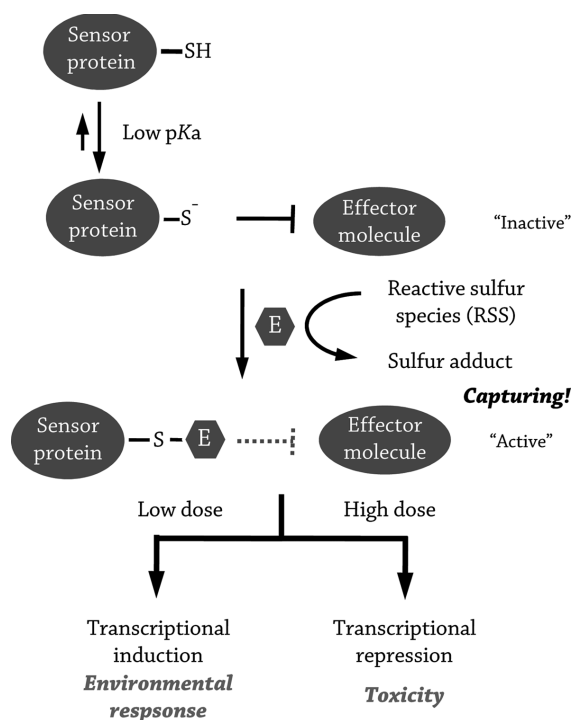 Sensor
protein
SH
Low pKa
Sensor
protein
S⁻
Effector
molecule
“Inactive”
E
Reactive sulfur
species (RSS)
Sulfur adduct
Capturing!
Sensor
protein
S
E
Effector
molecule
“Active”
Low dose
High dose
Transcriptional
induction
Environmental
respsonse
Transcriptional
repression
Toxicity